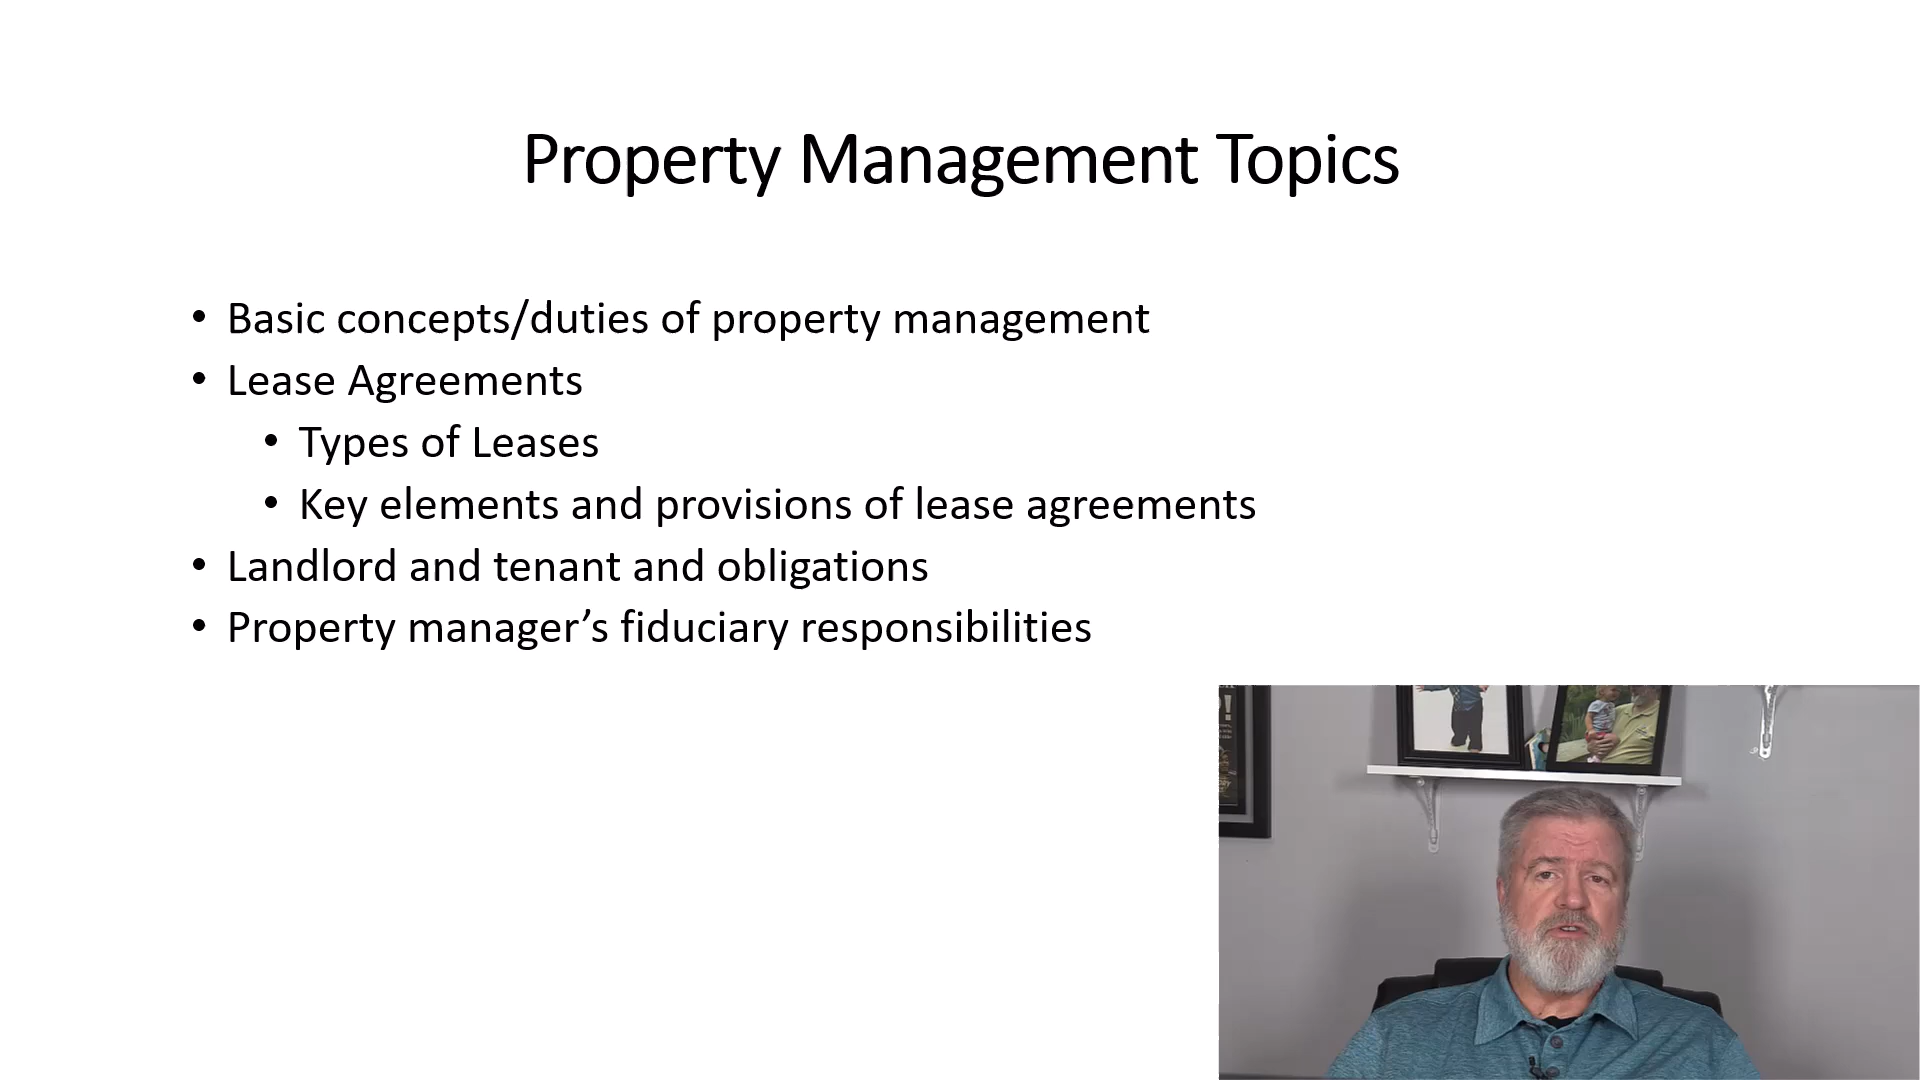 Property Management Topics
• Basic concepts/duties of property management
• Lease Agreements
• Types of Leases
• Key elements and provisions of lease agreements
• Landlord and tenant and obligations
• Property manager’s fiduciary responsibilities